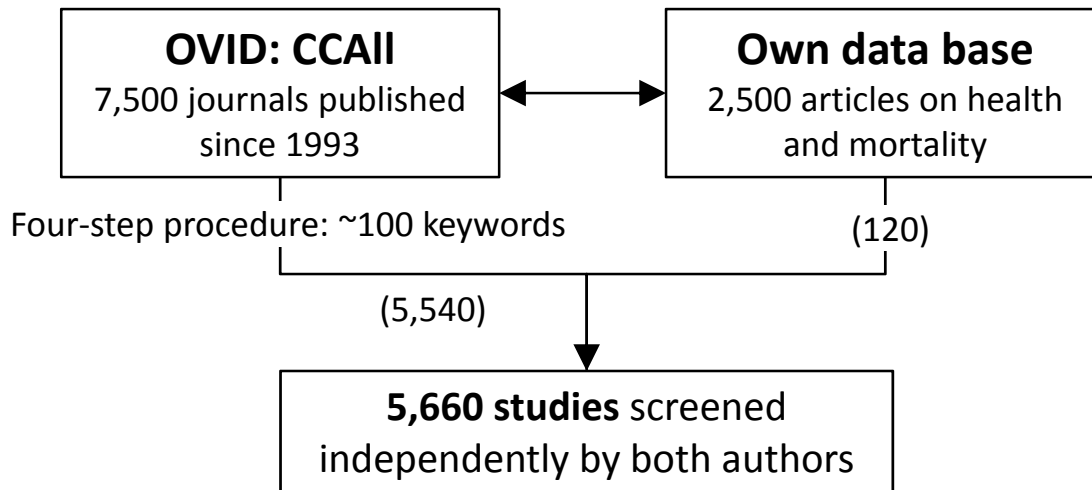 OVID: CCAll
7,500 journals published
since 1993
Own data base
2,500 articles on health
and mortality
Four-step procedure: ~100 keywords
(120)
(5,540)
5,660 studies screened
independently by both authors